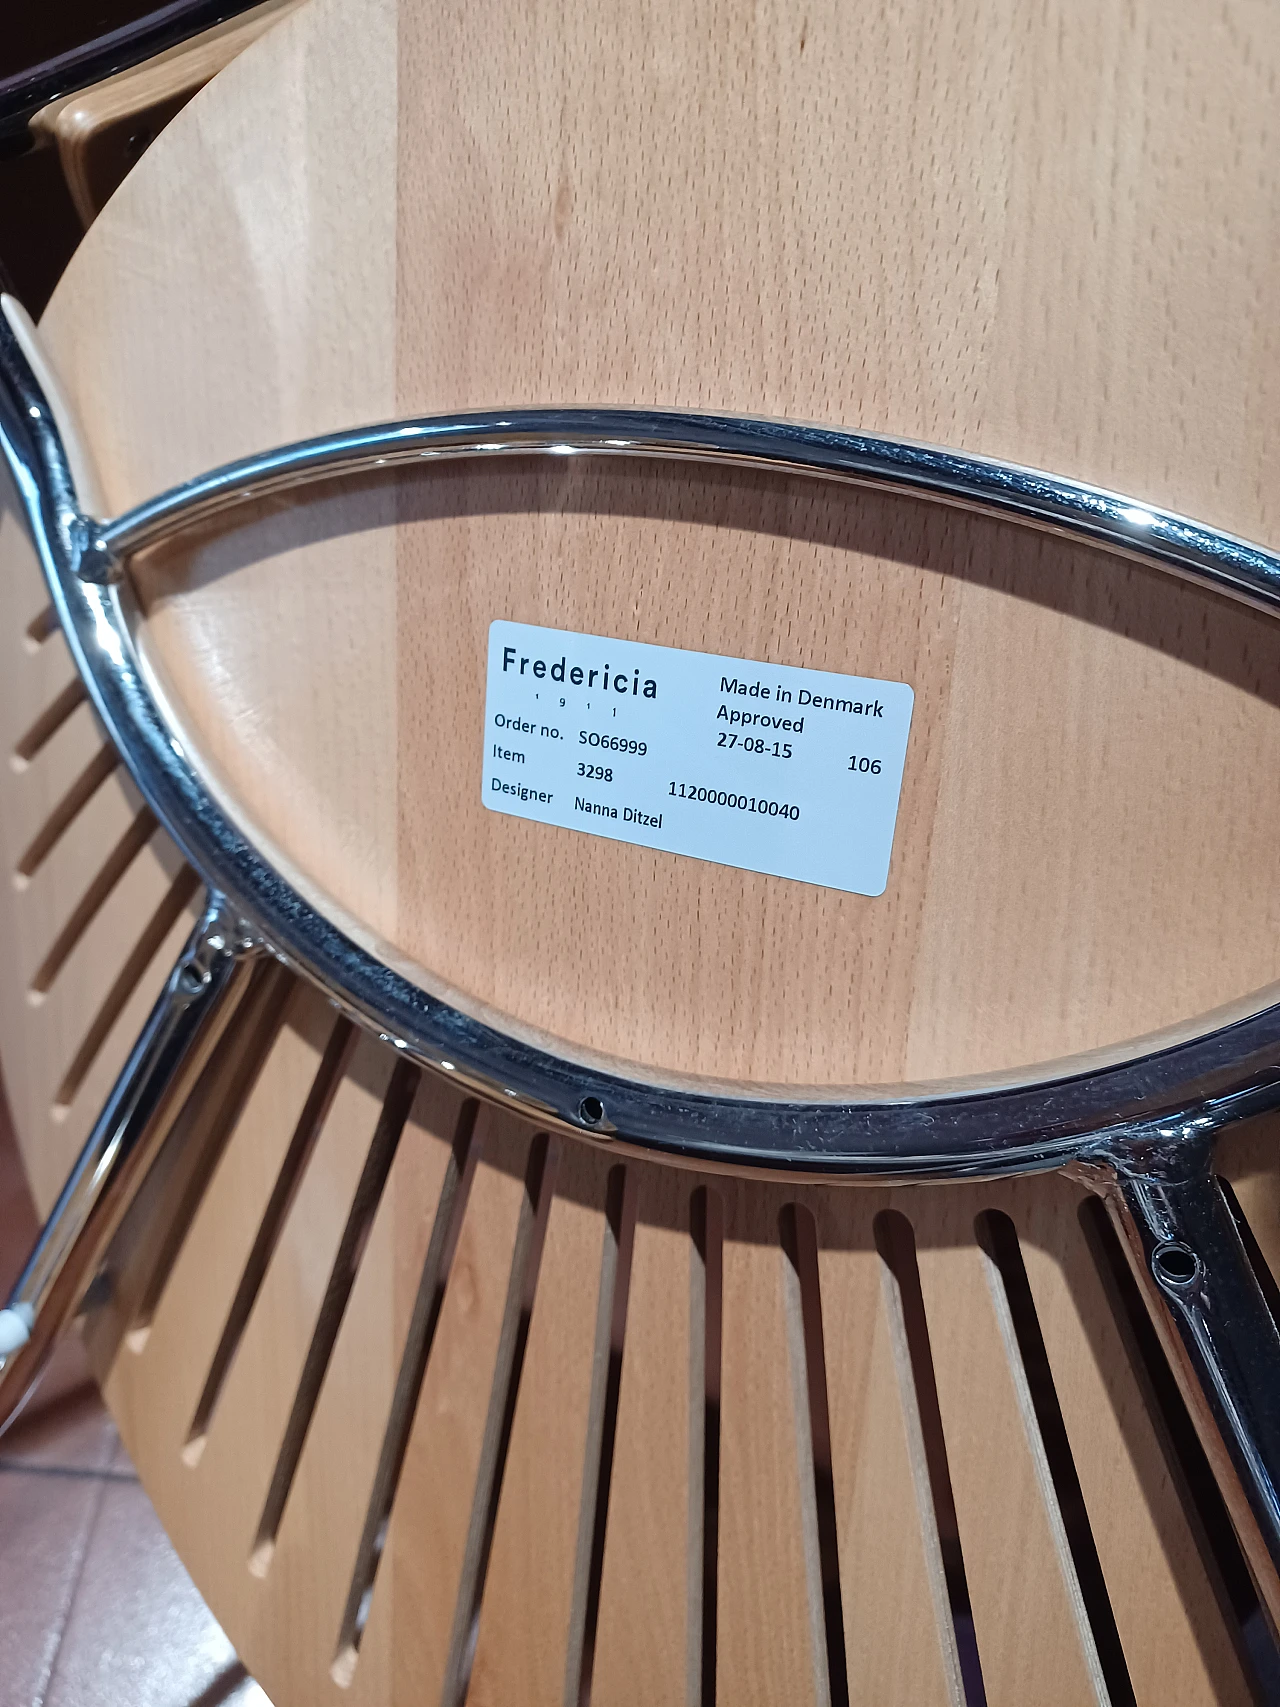 Fredericia
1 9 1 1
Made in Denmark
Approved
27-08-15 106
Order no. SO66999
Item 3298 1120000010040
Designer Nanna Ditzel